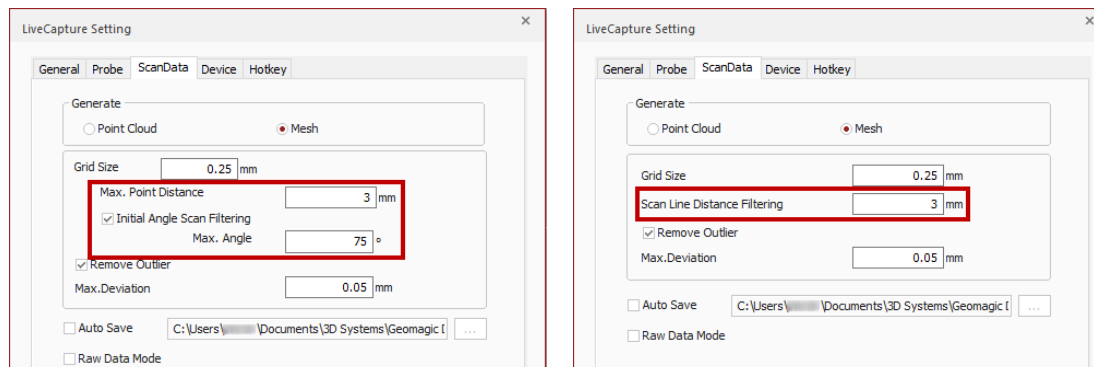 LiveCapture Setting
×
General Probe ScanData Device Hotkey
Generate
Point Cloud Mesh
Grid Size 0.25 mm
Max. Point Distance 3 mm
Initial Angle Scan Filtering
Max. Angle 75 °
Remove Outlier
Max.Deviation 0.05 mm
Auto Save C:\Users\ \Documents\3D Systems\Geomagic [ ...
Raw Data Mode
LiveCapture Setting
×
General Probe ScanData Device Hotkey
Generate
Point Cloud Mesh
Grid Size 0.25 mm
Scan Line Distance Filtering 3 mm
Remove Outlier
Max.Deviation 0.05 mm
Auto Save C:\Users\ \Documents\3D Systems\Geomagic [ ...
Raw Data Mode